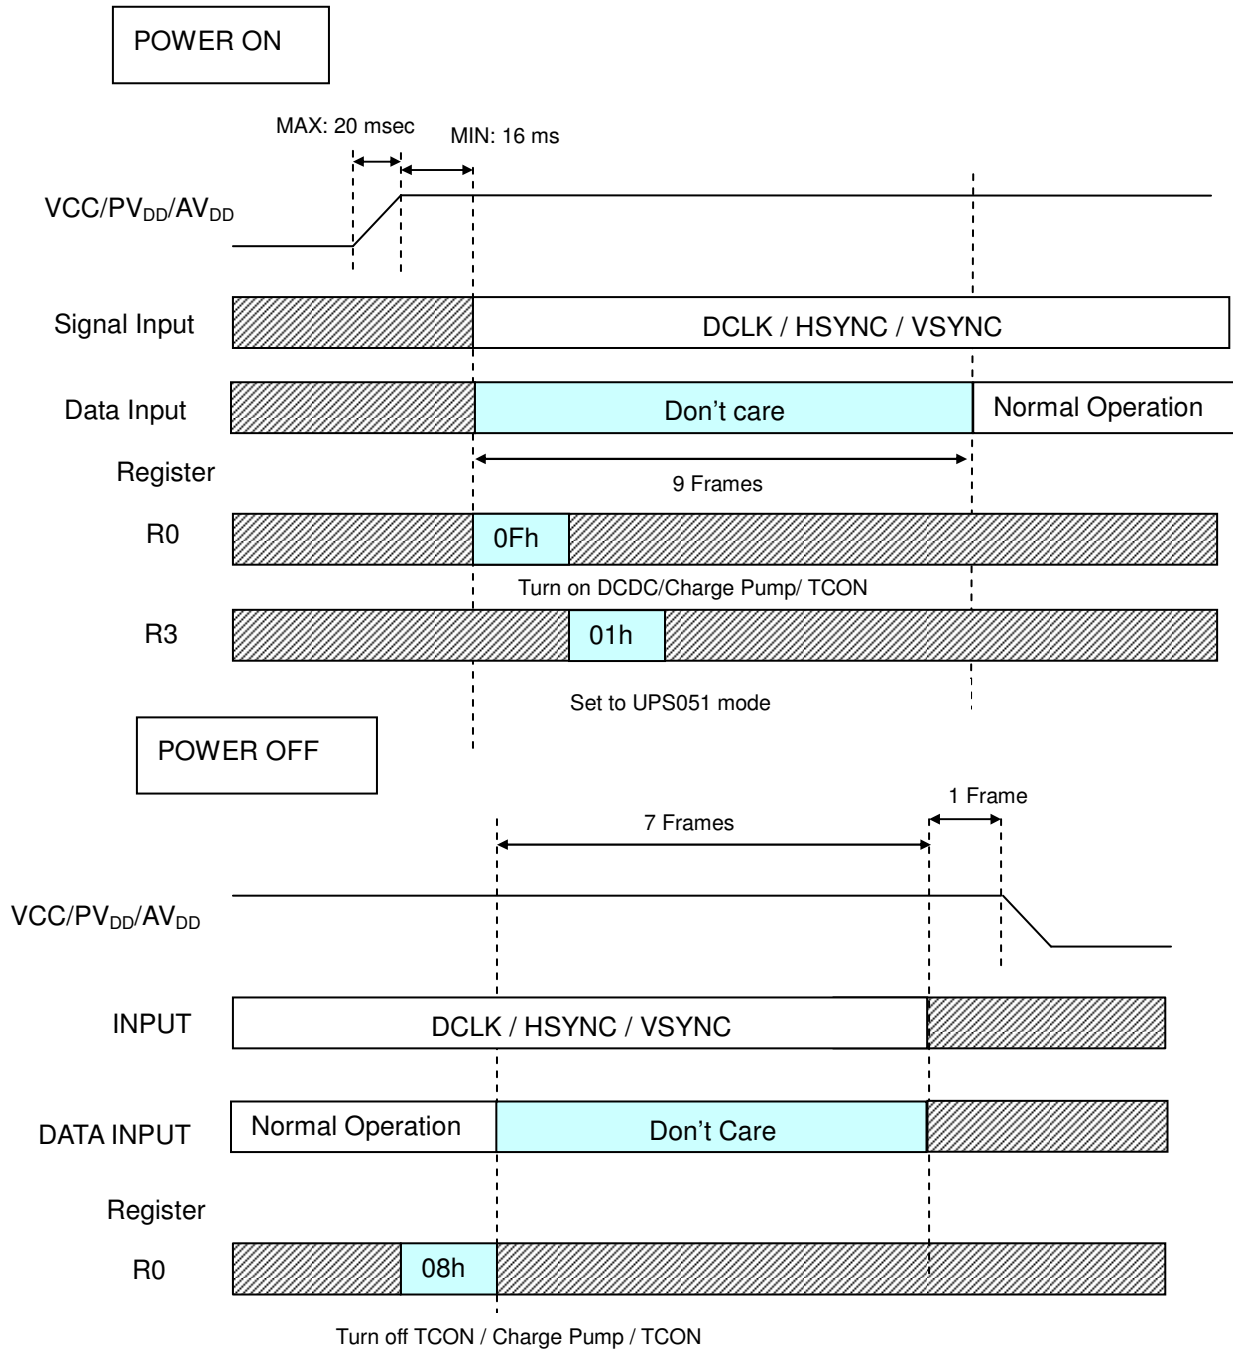 POWER ON
MAX: 20 msec
MIN: 16 ms
VCC/PVDD/AVDD
Signal Input
DCLK / HSYNC / VSYNC
Data Input
Don't care
Normal Operation
Register
9 Frames
R0
0Fh
Turn on DCDC/Charge Pump/ TCON
R3
01h
Set to UPS051 mode
POWER OFF
1 Frame
7 Frames
VCC/PVDD/AVDD
INPUT
DCLK / HSYNC / VSYNC
DATA INPUT
Normal Operation
Don't Care
Register
R0
08h
Turn off TCON / Charge Pump / TCON